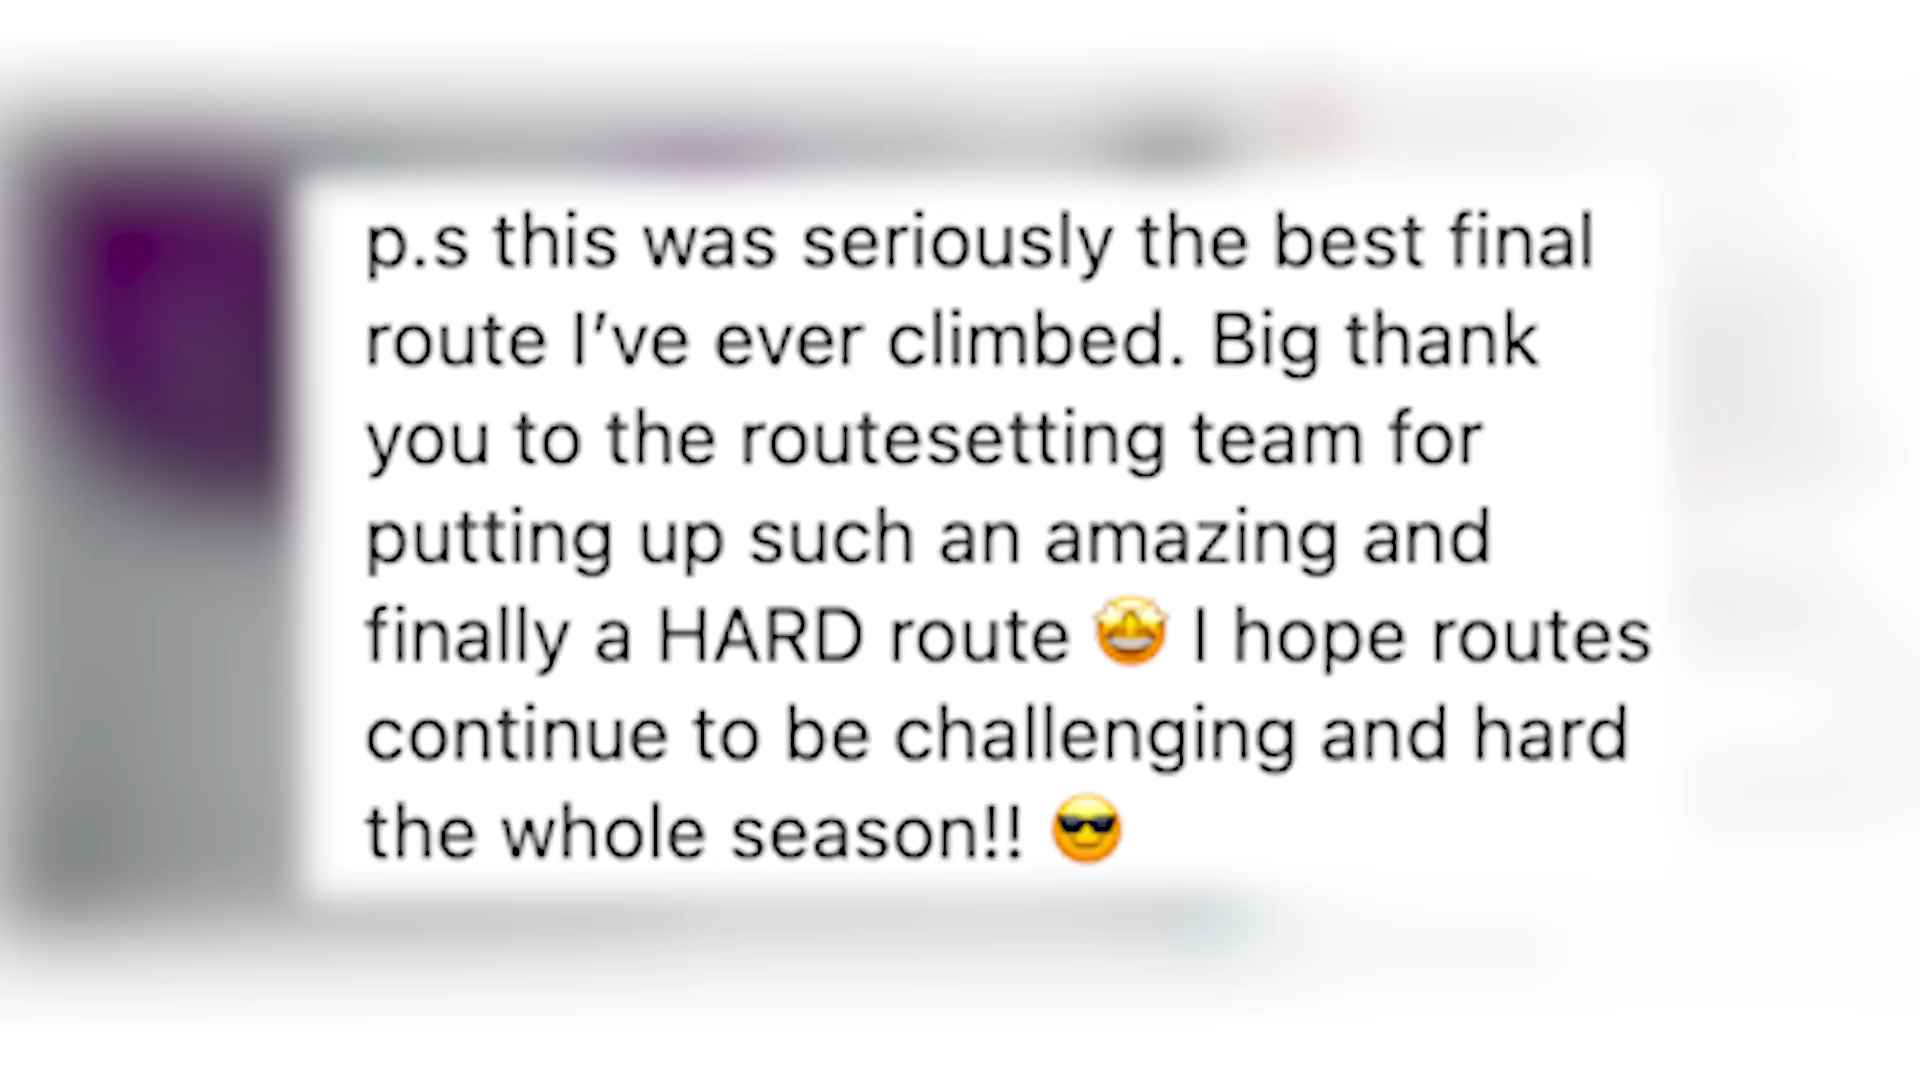 p.s this was seriously the best final
route I’ve ever climbed. Big thank
you to the routesetting team for
putting up such an amazing and
finally a HARD route 🤩 I hope routes
continue to be challenging and hard
the whole season!! 😎